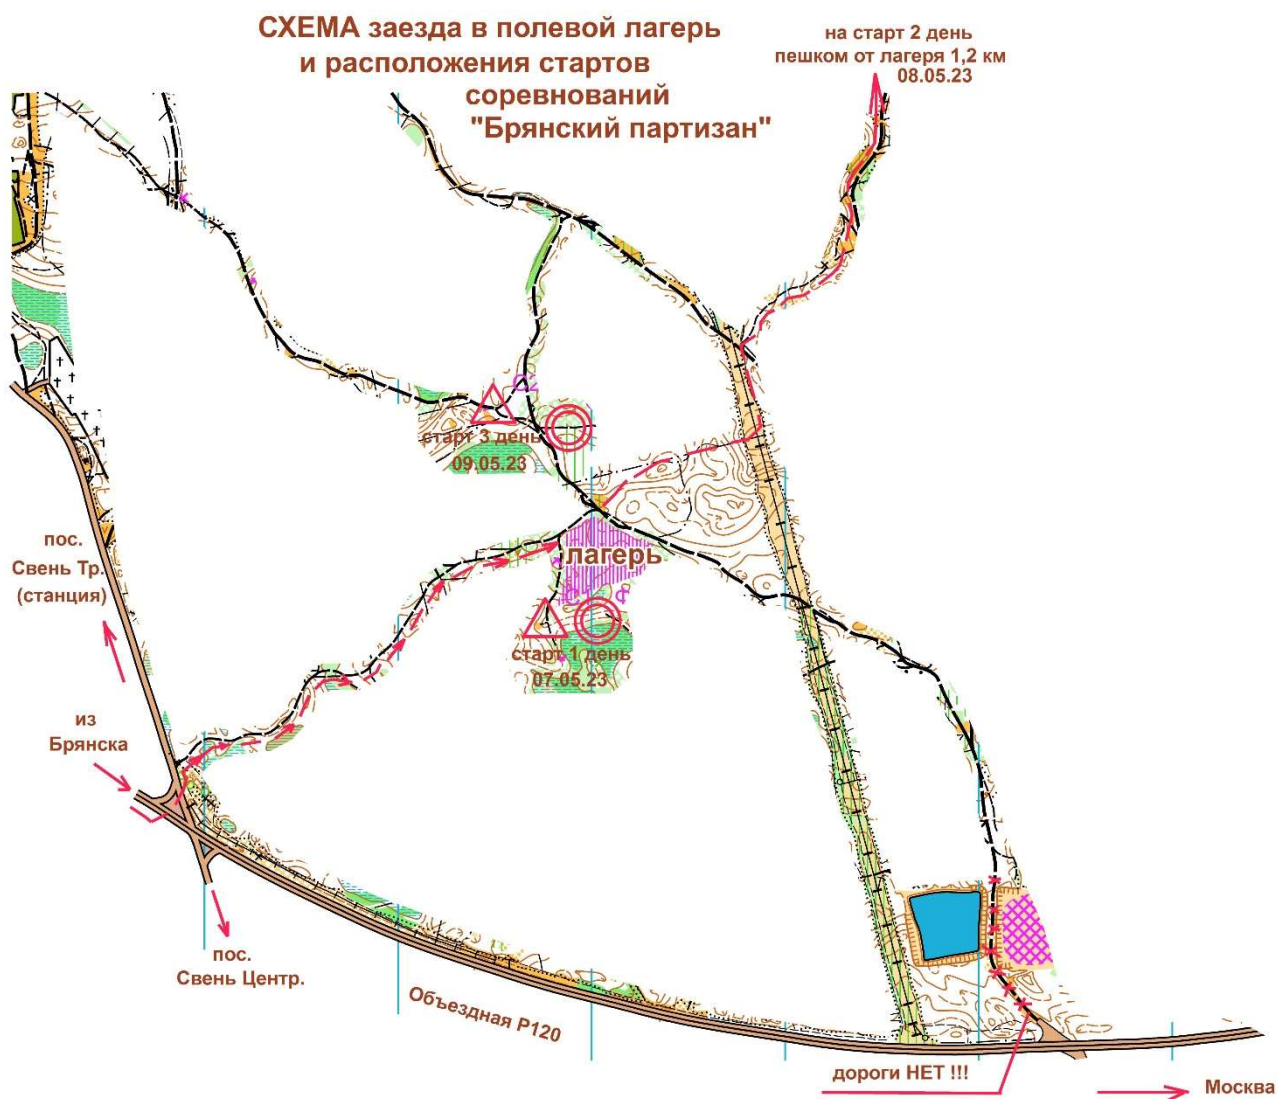 СХЕМА заезда в полевой лагерь
и расположения стартов
соревнований
"Брянский партизан"
на старт 2 день
пешком от лагеря 1,2 км
08.05.23
старт 3 день
09.05.23
лагерь
пос.
Свень Тр.
(станция)
старт 1 день
07.05.23
из
Брянска
пос.
Свень Центр.
Объездная Р120
дороги НЕТ !!!
Москва